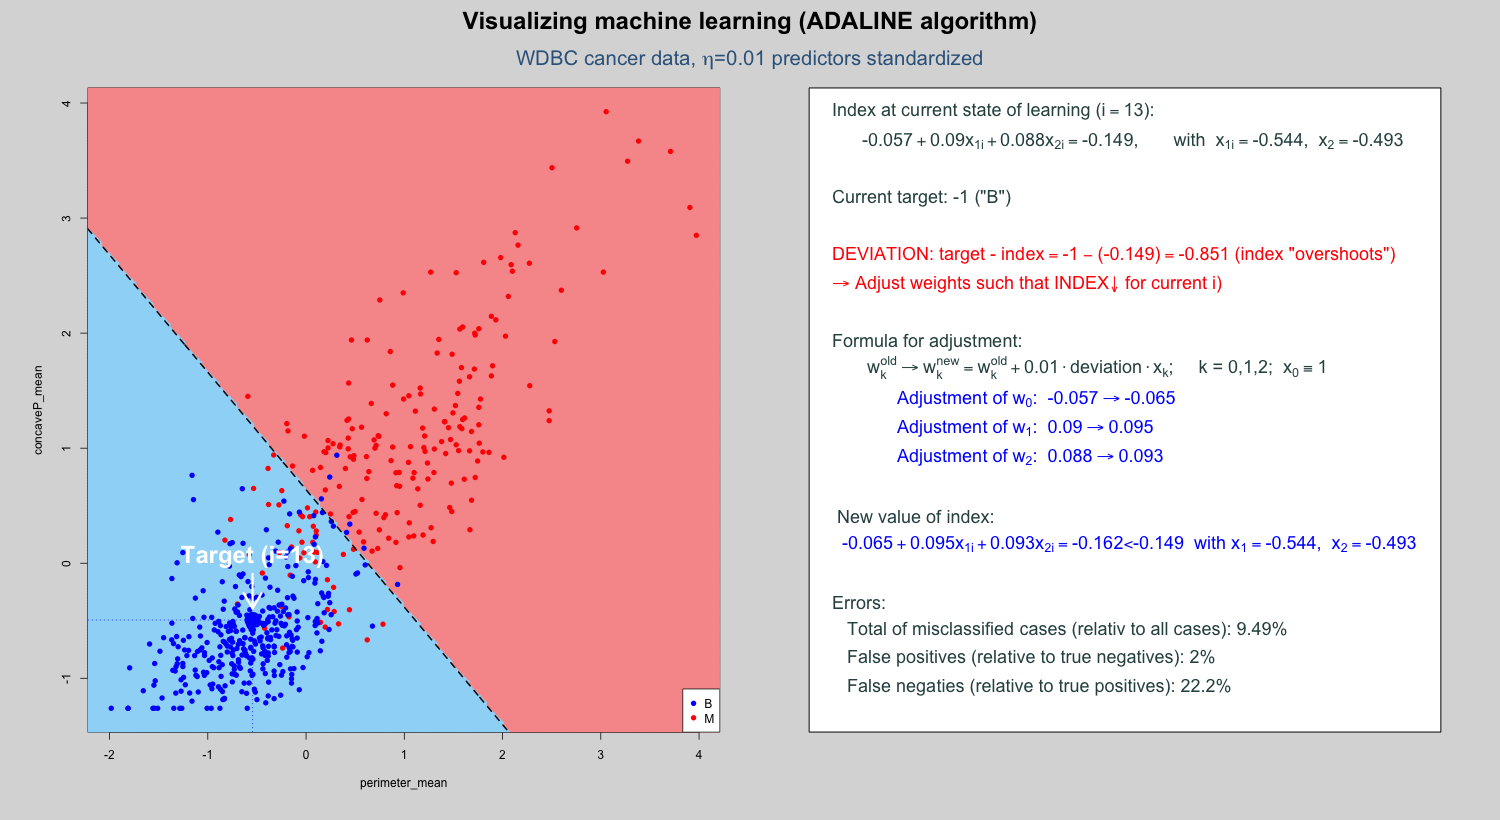 Visualizing machine learning (ADALINE algorithm)
WDBC cancer data, η=0.01 predictors standardized
4
3
2
1
0
-1
concaveP_mean
Target (i=13)
B
M
-2
-1
0
1
2
3
4
perimeter_mean
Index at current state of learning (i = 13):
-0.057 + 0.09x1i + 0.088x2i = -0.149, with x1i = -0.544, x2 = -0.493
Current target: -1 ("B")
DEVIATION: target - index = -1 − (-0.149) = -0.851 (index "overshoots")
→ Adjust weights such that INDEX↓ for current i)
Formula for adjustment:
wk^old → wk^new = wk^old + 0.01 · deviation · xk; k = 0,1,2; x0 ≡ 1
Adjustment of w0: -0.057 → -0.065
Adjustment of w1: 0.09 → 0.095
Adjustment of w2: 0.088 → 0.093
New value of index:
-0.065 + 0.095x1i + 0.093x2i = -0.162<-0.149 with x1 = -0.544, x2 = -0.493
Errors:
Total of misclassified cases (relativ to all cases): 9.49%
False positives (relative to true negatives): 2%
False negaties (relative to true positives): 22.2%